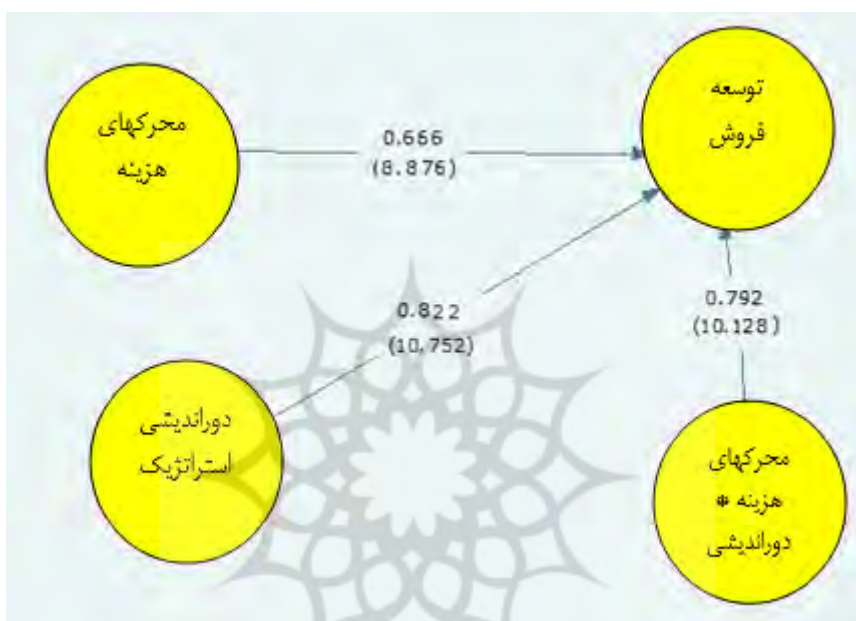 توسعه
فروش
محرکهای
هزینه
0.666
(8.876)
0.822
(10.752)
0.792
(10.128)
دوراندیشی
استراتژیک
محرکهای
هزینه *
دوراندیشی